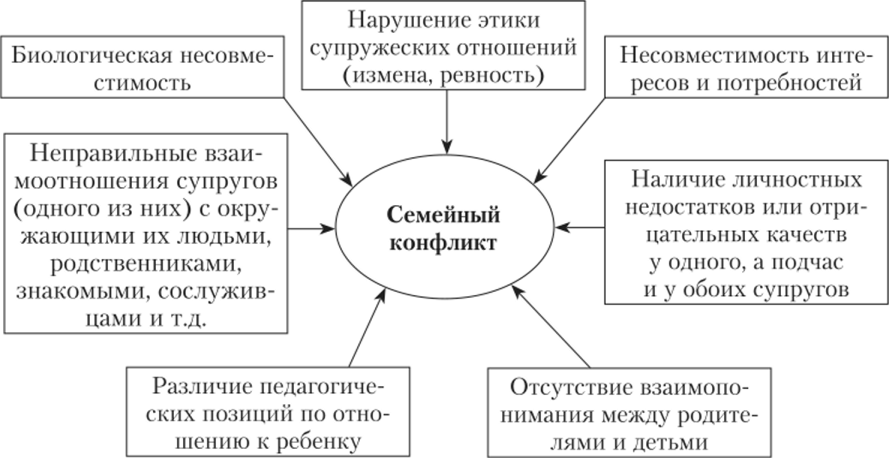 Биологическая несовме-
стимость
Нарушение этики
супружеских отношений
(измена, ревность)
Несовместимость инте-
ресов и потребностей
Неправильные взаи-
моотношения супругов
(одного из них) с окру-
жающими их людьми,
родственниками,
знакомыми, сослужив-
цами и т.д.
Семейный
конфликт
Наличие личностных
недостатков или отри-
цательных качеств
у одного, а подчас
и у обоих супругов
Различие педагогиче-
ских позиций по отно-
шению к ребенку
Отсутствие взаимопо-
нимания между родите-
лями и детьми